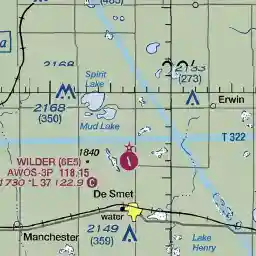 2168
Spirit
Lake
(273)
Erwin
2168
(350)
Mud Lake
T 322
1840
WILDER (6E5)
AWOS-3P 118.15
1730 *L 37 122.9 C
De Smet
water
2149
(359)
Manchester
Lake
Henry